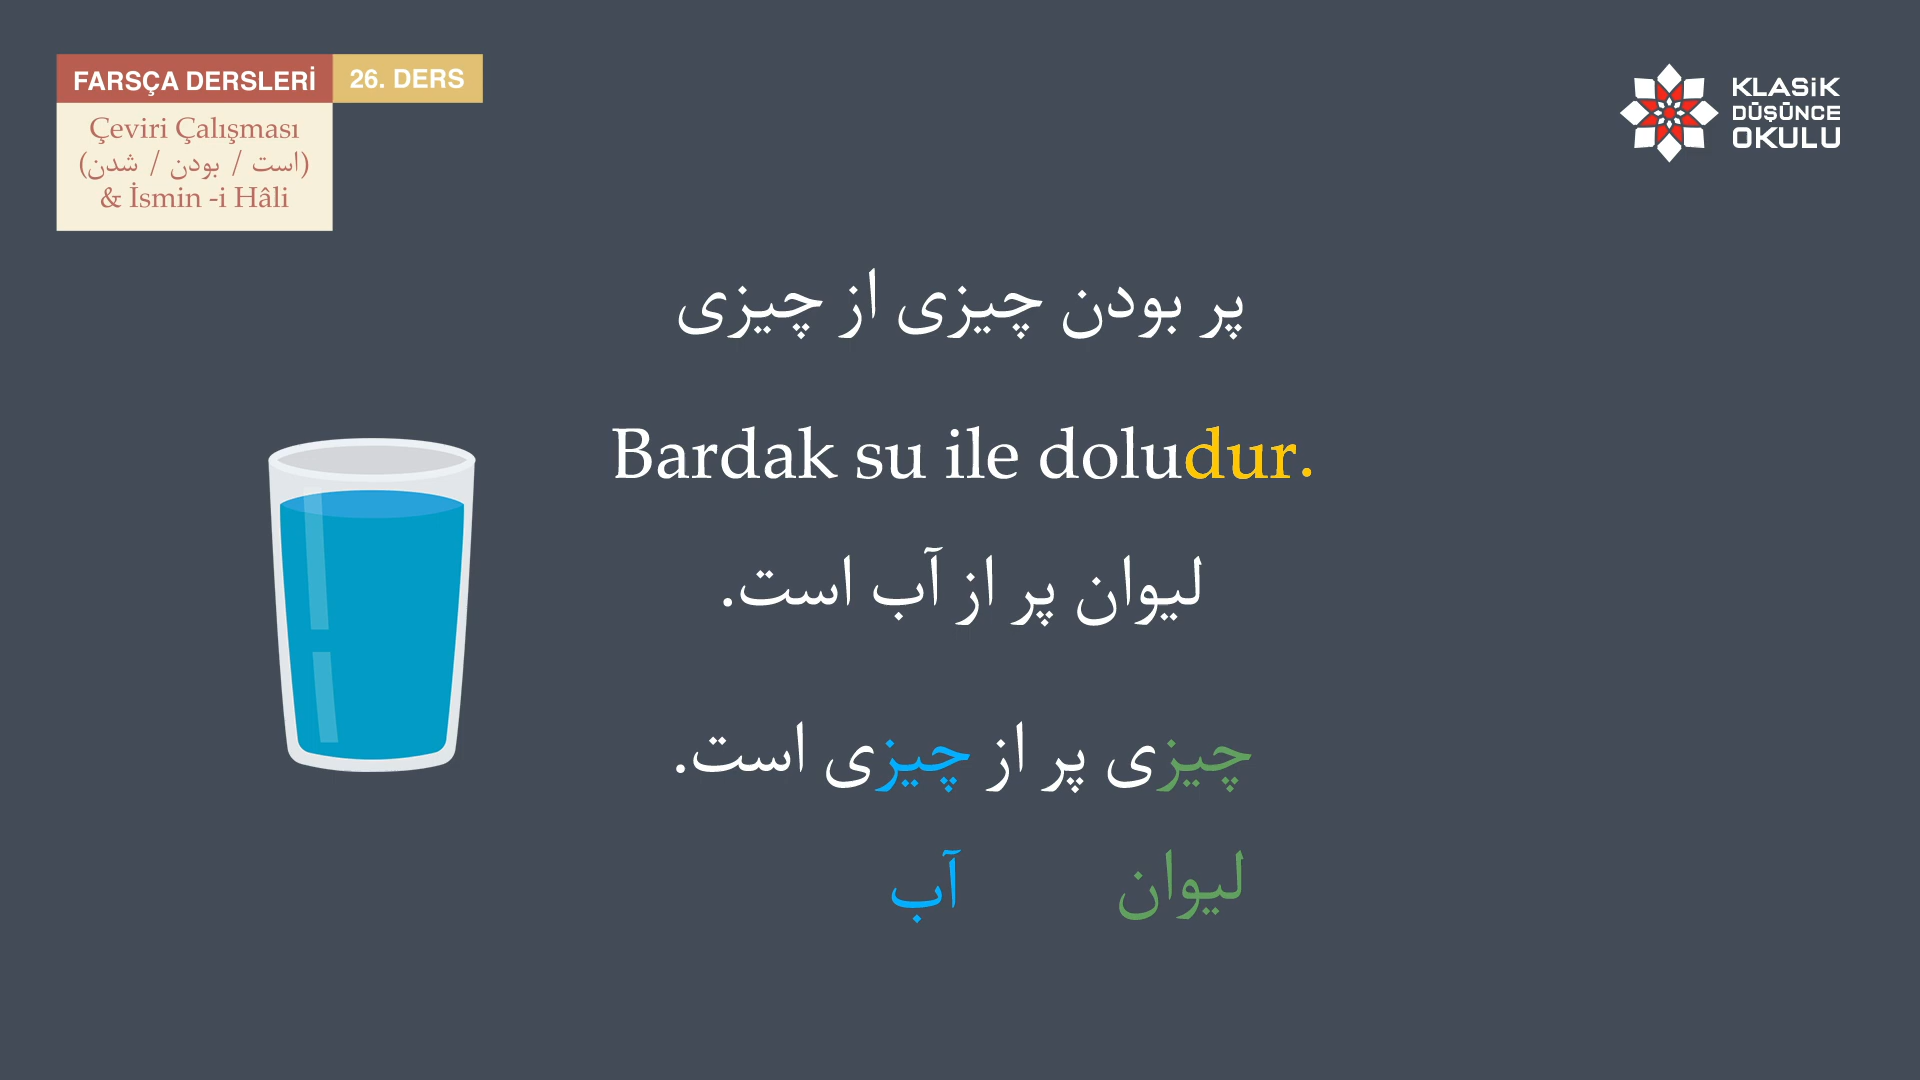 FARSÇA DERSLERİ
26. DERS
Çeviri Çalışması
(است / بودن / شدن)
& İsmin -i Hâli
KLASiK
DÜŞÜNCE
OKULU
پر بودن چیزی از چیزی
Bardak su ile doludur.
لیوان پر از آب است.
چیزی پر از چیزی است.
لیوان آب